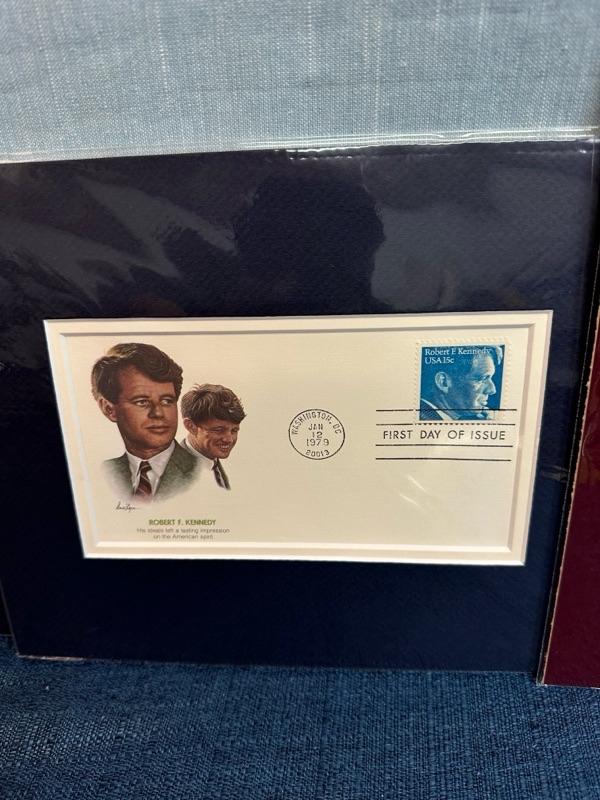 Robert F. Kennedy
USA 15c
WASHINGTON, DC
JAN
12
1979
20013
FIRST DAY OF ISSUE
ROBERT F. KENNEDY
His ideals left a lasting impression
on the American spirit